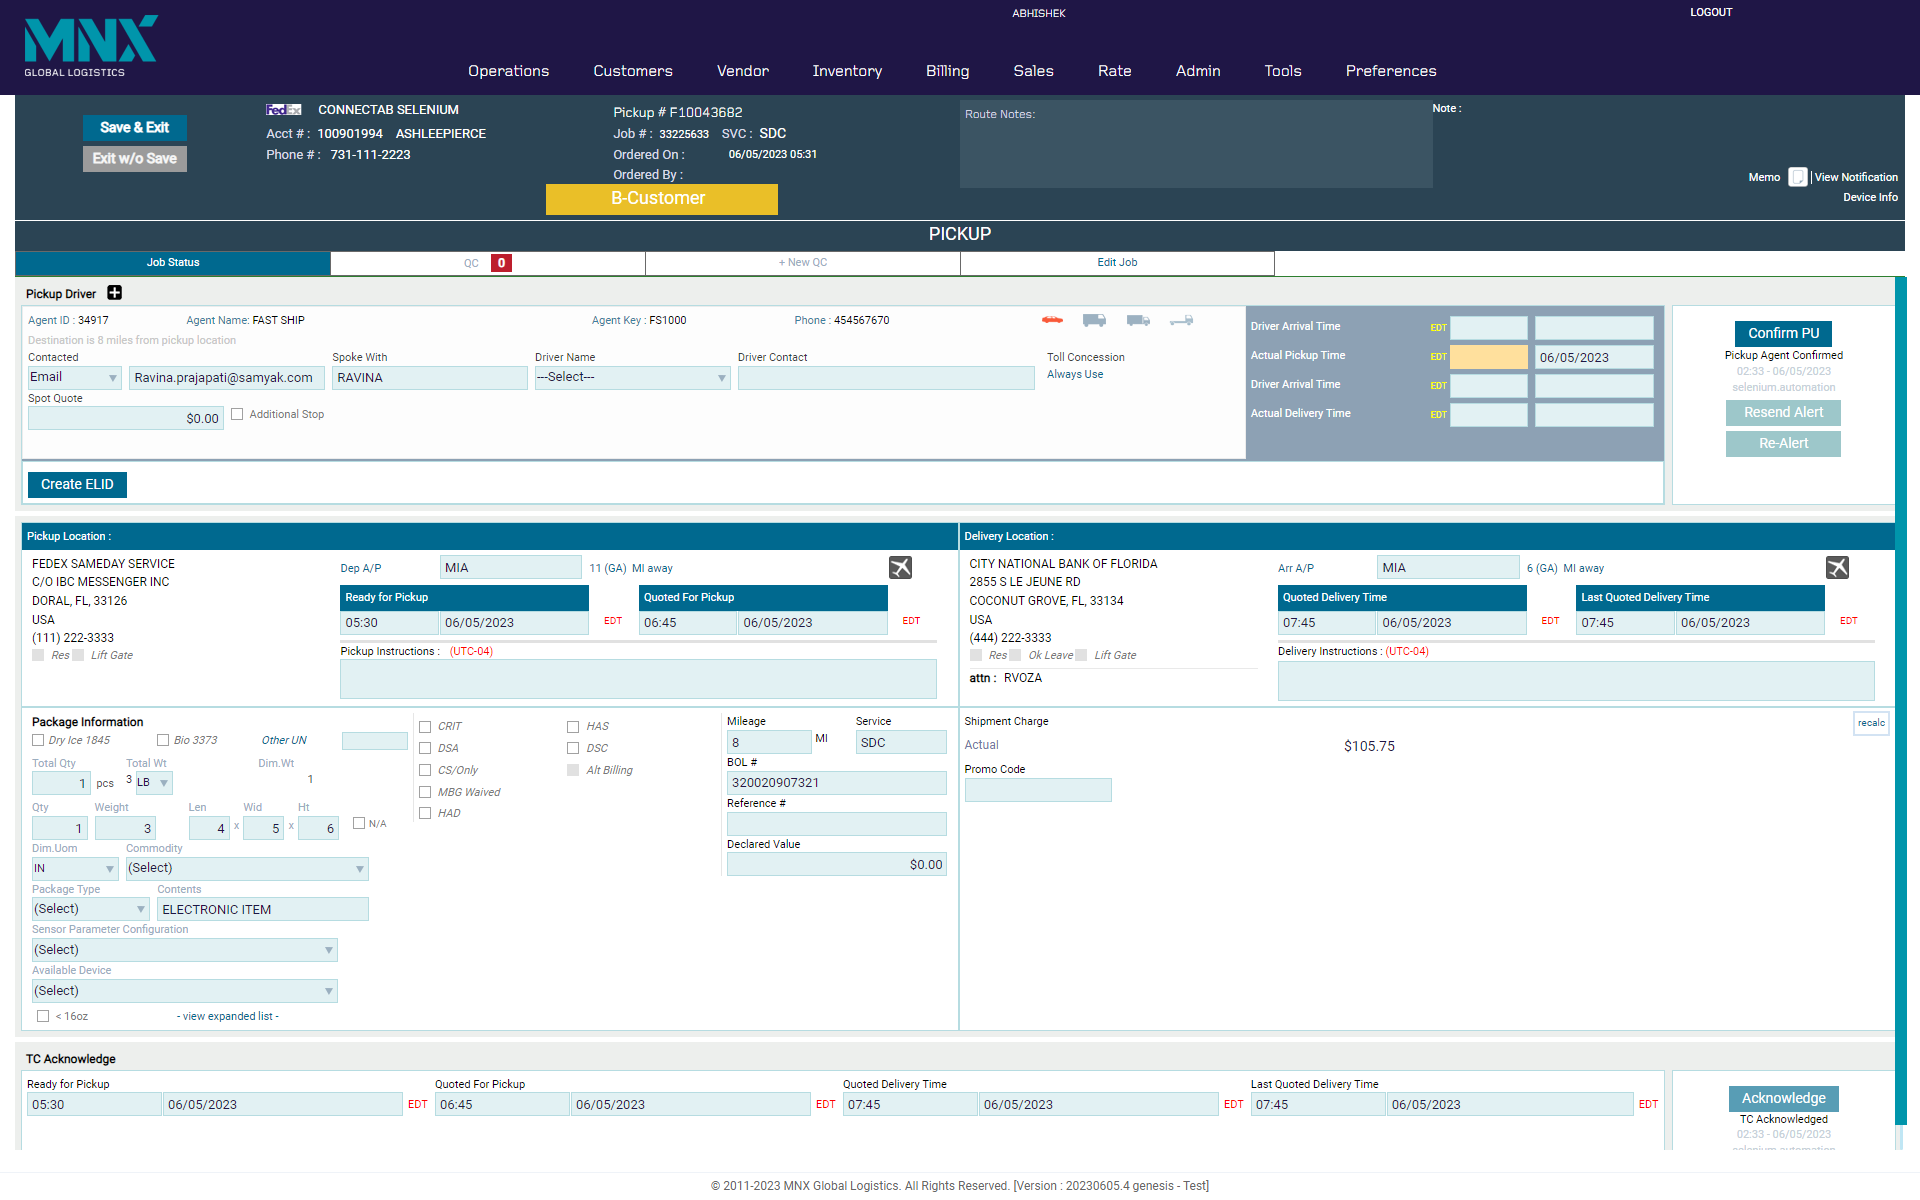 ABHISHEK
LOGOUT
MNX
GLOBAL LOGISTICS
Operations Customers Vendor Inventory Billing Sales Rate Admin Tools Preferences
Save & Exit
Exit w/o Save
FedEx CONNECTAB SELENIUM
Acct # : 100901994 ASHLEEPIERCE
Phone # : 731-111-2223
Pickup # F10043682
Job # : 33225633 SVC : SDC
Ordered On : 06/05/2023 05:31
Ordered By :
B-Customer
Route Notes:
Note :
Memo | View Notification
Device Info
PICKUP
Job Status QC 0 + New QC Edit Job
Pickup Driver
Agent ID : 34917 Agent Name: FAST SHIP Agent Key : FS1000 Phone : 454567670
Destination is 8 miles from pickup location
Contacted Spoke With Driver Name Driver Contact Toll Concession
Always Use
Email Ravina.prajapati@samyak.com RAVINA ---Select---
Spot Quote
$0.00 Additional Stop
Driver Arrival Time EDT
Actual Pickup Time EDT 06/05/2023
Driver Arrival Time EDT
Actual Delivery Time EDT
Confirm PU
Pickup Agent Confirmed
02:33 - 06/05/2023
selenium.automation
Resend Alert
Re-Alert
Create ELID
Pickup Location :
FEDEX SAMEDAY SERVICE
C/O IBC MESSENGER INC
DORAL, FL, 33126
USA
(111) 222-3333
Res Lift Gate
Dep A/P MIA 11 (GA) MI away
Ready for Pickup Quoted For Pickup
05:30 06/05/2023 EDT 06:45 06/05/2023 EDT
Pickup Instructions : (UTC-04)
Delivery Location :
CITY NATIONAL BANK OF FLORIDA
2855 S LE JEUNE RD
COCONUT GROVE, FL, 33134
USA
(444) 222-3333
Res Ok Leave Lift Gate
attn : RVOZA
Arr A/P MIA 6 (GA) MI away
Quoted Delivery Time Last Quoted Delivery Time
07:45 06/05/2023 EDT 07:45 06/05/2023 EDT
Delivery Instructions : (UTC-04)
Package Information
Dry Ice 1845 Bio 3373 Other UN
Total Qty Total Wt Dim.Wt
1 pcs 3 LB 1
Qty Weight Len Wid Ht
1 3 4 x 5 x 6 N/A
Dim.Uom Commodity
IN (Select)
Package Type Contents
(Select) ELECTRONIC ITEM
Sensor Parameter Configuration
(Select)
Available Device
(Select)
< 16oz - view expanded list -
CRIT HAS
DSA DSC
CS/Only Alt Billing
MBG Waived
HAD
Mileage Service
8 MI SDC
BOL #
320020907321
Reference #
Declared Value
$0.00
Shipment Charge recalc
Actual $105.75
Promo Code
TC Acknowledge
Ready for Pickup Quoted For Pickup Quoted Delivery Time Last Quoted Delivery Time
05:30 06/05/2023 EDT 06:45 06/05/2023 EDT 07:45 06/05/2023 EDT 07:45 06/05/2023 EDT
Acknowledge
TC Acknowledged
02:33 - 06/05/2023
selenium.automation
© 2011-2023 MNX Global Logistics. All Rights Reserved. [Version : 20230605.4 genesis - Test]